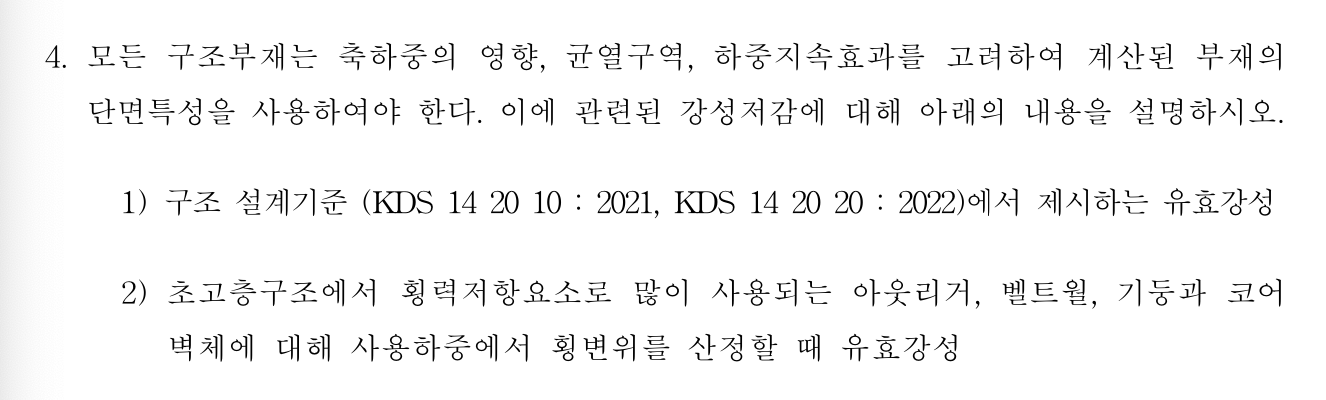 4. 모든 구조부재는 축하중의 영향, 균열구역, 하중지속효과를 고려하여 계산된 부재의
단면특성을 사용하여야 한다. 이에 관련된 강성저감에 대해 아래의 내용을 설명하시오.
1) 구조 설계기준 (KDS 14 20 10 : 2021, KDS 14 20 20 : 2022)에서 제시하는 유효강성
2) 초고층구조에서 횡력저항요소로 많이 사용되는 아웃리거, 벨트월, 기둥과 코어
벽체에 대해 사용하중에서 횡변위를 산정할 때 유효강성